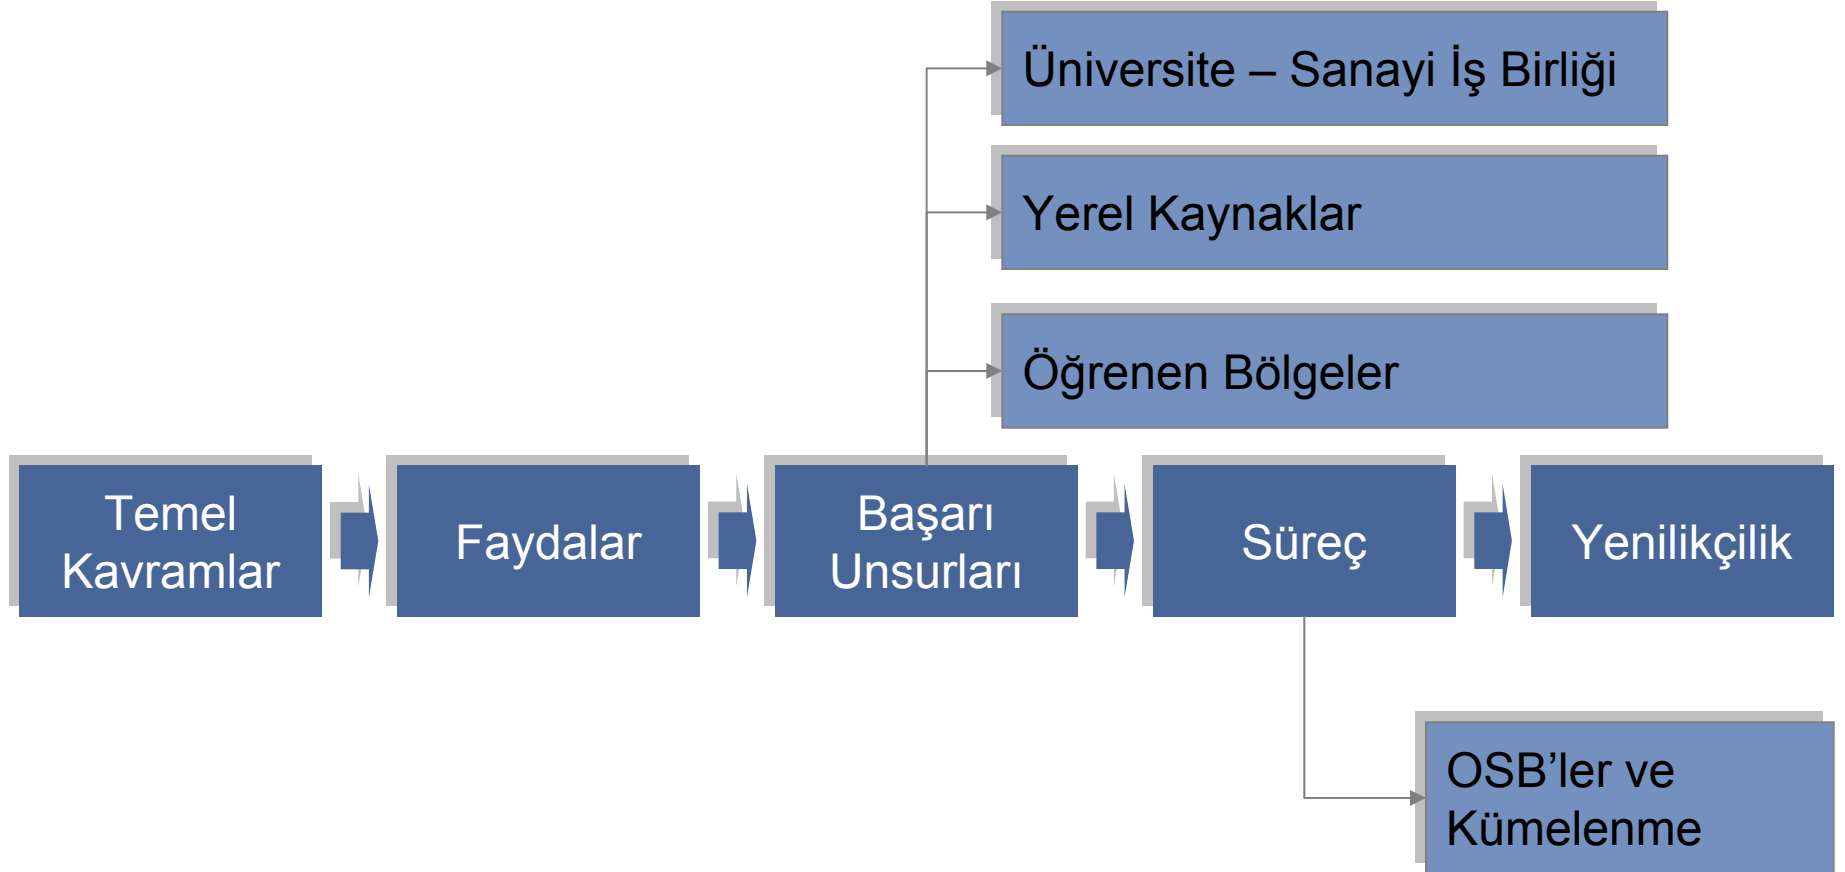 Üniversite – Sanayi İş Birliği
Yerel Kaynaklar
Öğrenen Bölgeler
Temel
Kavramlar
Faydalar
Başarı
Unsurları
Süreç
Yenilikçilik
OSB’ler ve
Kümelenme